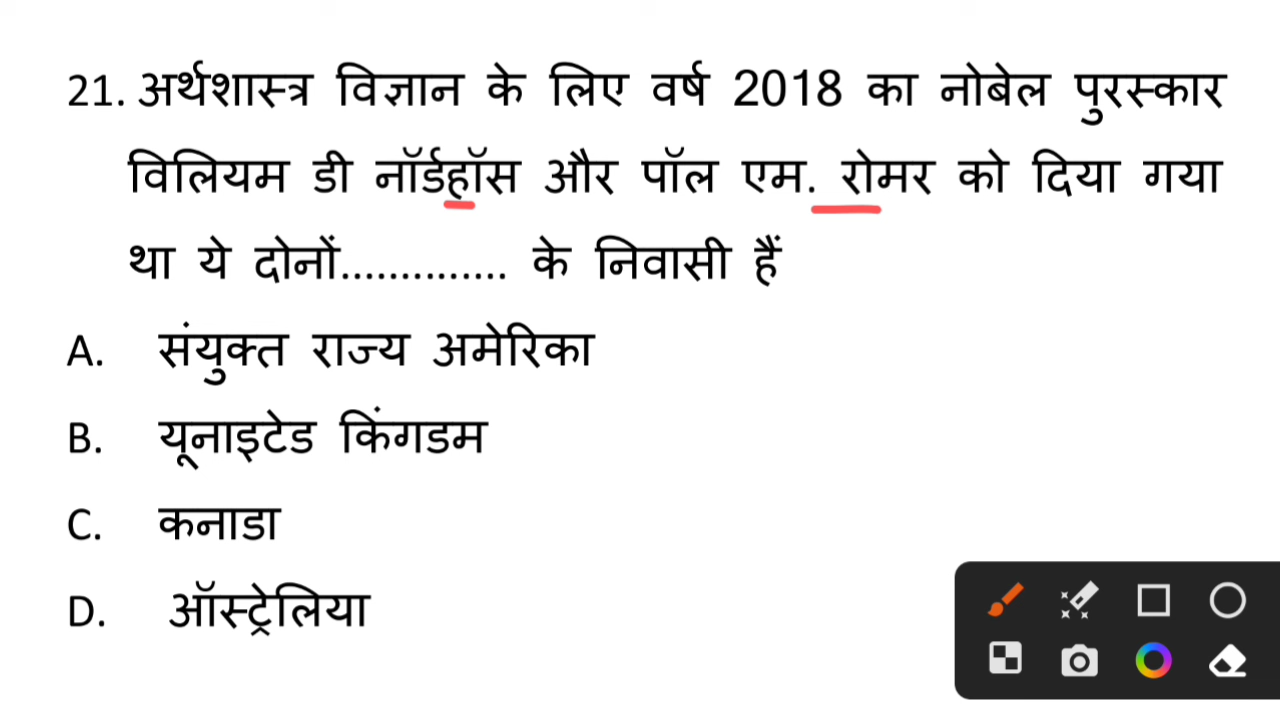 21. अर्थशास्त्र विज्ञान के लिए वर्ष 2018 का नोबेल पुरस्कार
विलियम डी नॉर्डहॉस और पॉल एम. रोमर को दिया गया
था ये दोनों.............. के निवासी हैं
A. संयुक्त राज्य अमेरिका
B. यूनाइटेड किंगडम
C. कनाडा
D. ऑस्ट्रेलिया